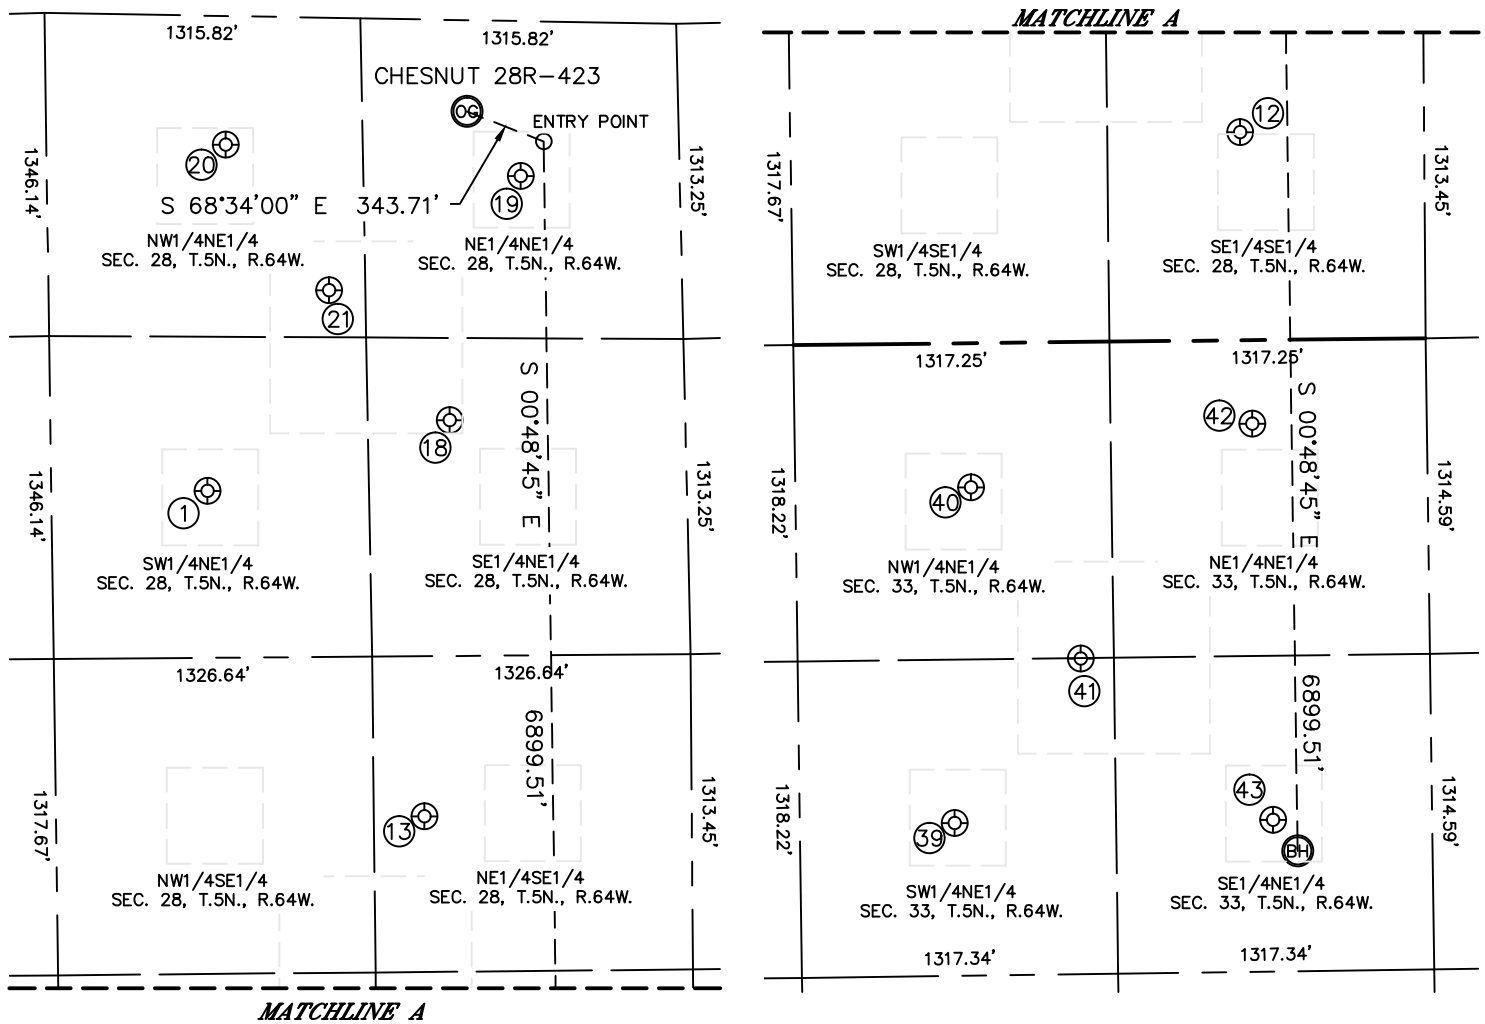 1315.82'
1315.82'
CHESNUT 28R-423
OG
ENTRY POINT
1346.14'
20
19
1313.25'
S 68°34'00" E 343.71'
NW1/4NE1/4
SEC. 28, T.5N., R.64W.
NE1/4NE1/4
SEC. 28, T.5N., R.64W.
21
S 00°48'45" E
18
1346.14'
1
1313.25'
SW1/4NE1/4
SEC. 28, T.5N., R.64W.
SE1/4NE1/4
SEC. 28, T.5N., R.64W.
1326.64'
1326.64'
6899.51'
1317.67'
13
1313.45'
NW1/4SE1/4
SEC. 28, T.5N., R.64W.
NE1/4SE1/4
SEC. 28, T.5N., R.64W.
MATCHLINE A
MATCHLINE A
12
1317.67'
1313.45'
SW1/4SE1/4
SEC. 28, T.5N., R.64W.
SE1/4SE1/4
SEC. 28, T.5N., R.64W.
1317.25'
1317.25'
S 00°48'45" E
42
1318.22'
40
1314.59'
NW1/4NE1/4
SEC. 33, T.5N., R.64W.
NE1/4NE1/4
SEC. 33, T.5N., R.64W.
41
6899.51'
1318.22'
39
43
1314.59'
BH
SW1/4NE1/4
SEC. 33, T.5N., R.64W.
SE1/4NE1/4
SEC. 33, T.5N., R.64W.
1317.34'
1317.34'